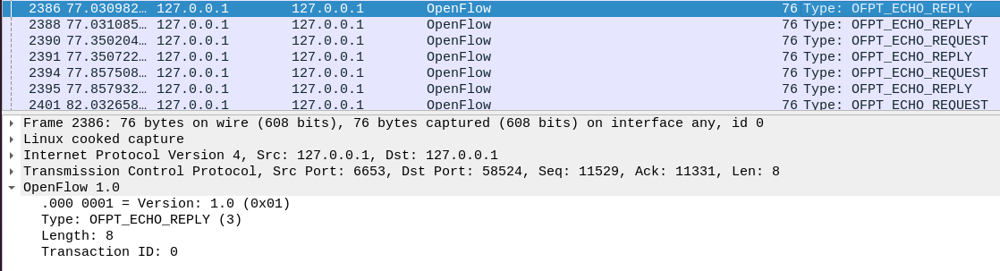 2386 77.030982… 127.0.0.1 127.0.0.1 OpenFlow 76 Type: OFPT_ECHO_REPLY
2388 77.031085… 127.0.0.1 127.0.0.1 OpenFlow 76 Type: OFPT_ECHO_REPLY
2390 77.350204… 127.0.0.1 127.0.0.1 OpenFlow 76 Type: OFPT_ECHO_REQUEST
2391 77.350722… 127.0.0.1 127.0.0.1 OpenFlow 76 Type: OFPT_ECHO_REPLY
2394 77.857508… 127.0.0.1 127.0.0.1 OpenFlow 76 Type: OFPT_ECHO_REQUEST
2395 77.857932… 127.0.0.1 127.0.0.1 OpenFlow 76 Type: OFPT_ECHO_REPLY
2401 82.032658… 127.0.0.1 127.0.0.1 OpenFlow 76 Type: OFPT_ECHO_REQUEST
Frame 2386: 76 bytes on wire (608 bits), 76 bytes captured (608 bits) on interface any, id 0
Linux cooked capture
Internet Protocol Version 4, Src: 127.0.0.1, Dst: 127.0.0.1
Transmission Control Protocol, Src Port: 6653, Dst Port: 58524, Seq: 11529, Ack: 11331, Len: 8
OpenFlow 1.0
.000 0001 = Version: 1.0 (0x01)
Type: OFPT_ECHO_REPLY (3)
Length: 8
Transaction ID: 0